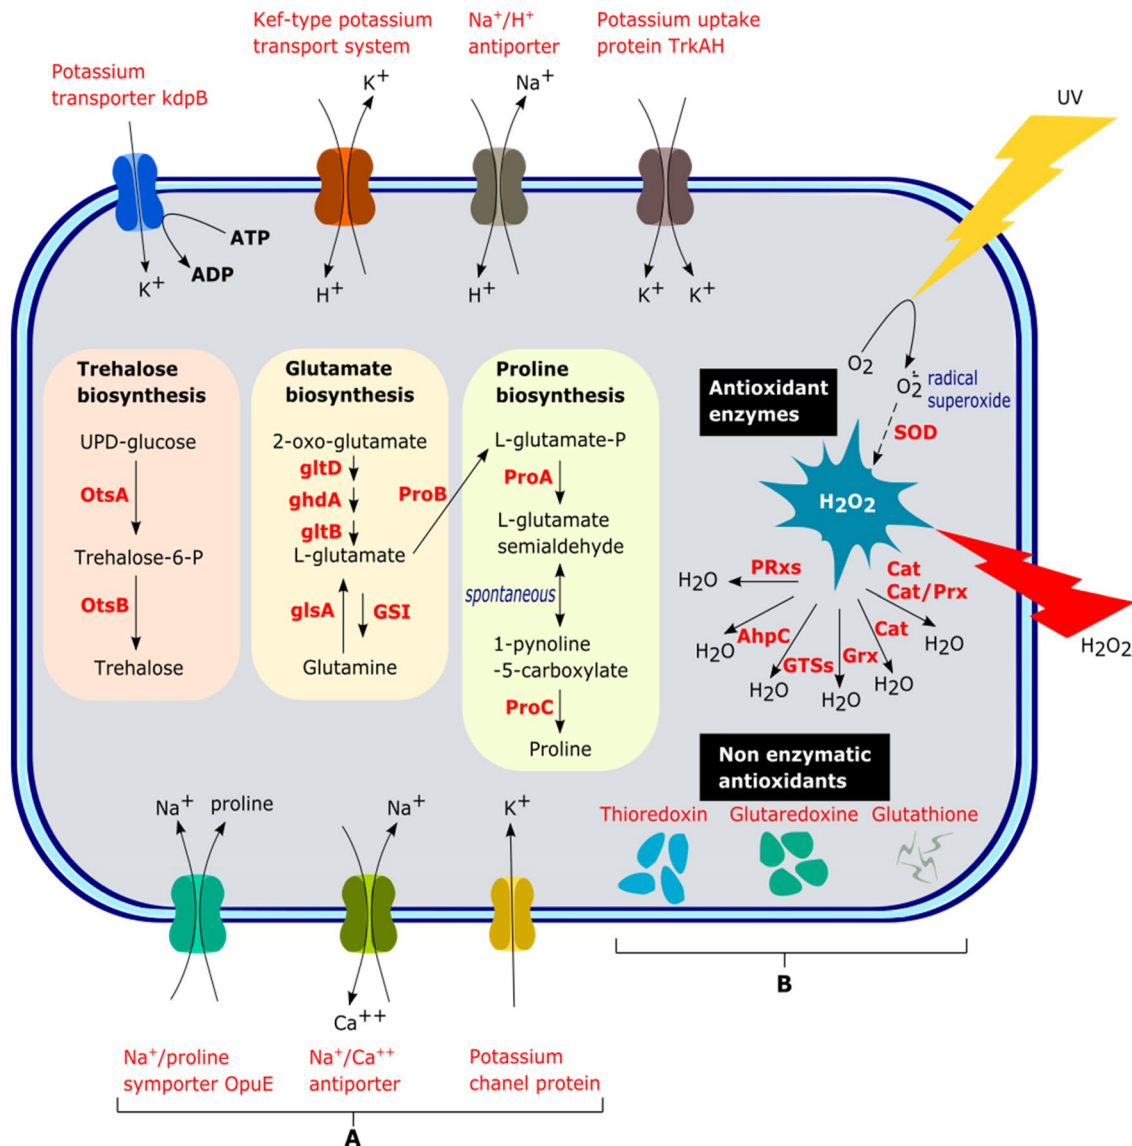 Potassium
transporter kdpB
Kef-type potassium
transport system
Na+/H+
antiporter
Potassium uptake
protein TrkAH
K+
Na+
UV
ATP
ADP
K+
H+
H+
K+
K+
Trehalose
biosynthesis
UPD-glucose
OtsA
Trehalose-6-P
OtsB
Trehalose
Glutamate
biosynthesis
2-oxo-glutamate
gltD
ghdA
gltB
L-glutamate
glsA
GSI
Glutamine
ProB
Proline
biosynthesis
L-glutamate-P
ProA
L-glutamate
semialdehyde
spontaneous
1-pynoline
-5-carboxylate
ProC
Proline
Antioxidant
enzymes
O2
O2.-
radical
superoxide
SOD
H2O2
H2O2
PRxs
H2O
AhpC
H2O
GTSs
H2O
Grx
H2O
Cat
H2O
Cat
Cat/Prx
H2O
Non enzymatic
antioxidants
Thioredoxin
Glutaredoxine
Glutathione
Na+
proline
Na+
K+
Ca++
Na+/proline
symporter OpuE
Na+/Ca++
antiporter
Potassium
chanel protein
A
B